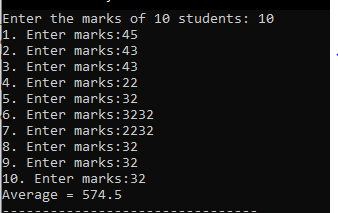 Enter the marks of 10 students: 10
1. Enter marks:45
2. Enter marks:43
3. Enter marks:43
4. Enter marks:22
5. Enter marks:32
6. Enter marks:3232
7. Enter marks:2232
8. Enter marks:32
9. Enter marks:32
10. Enter marks:32
Average = 574.5
--------------------------------